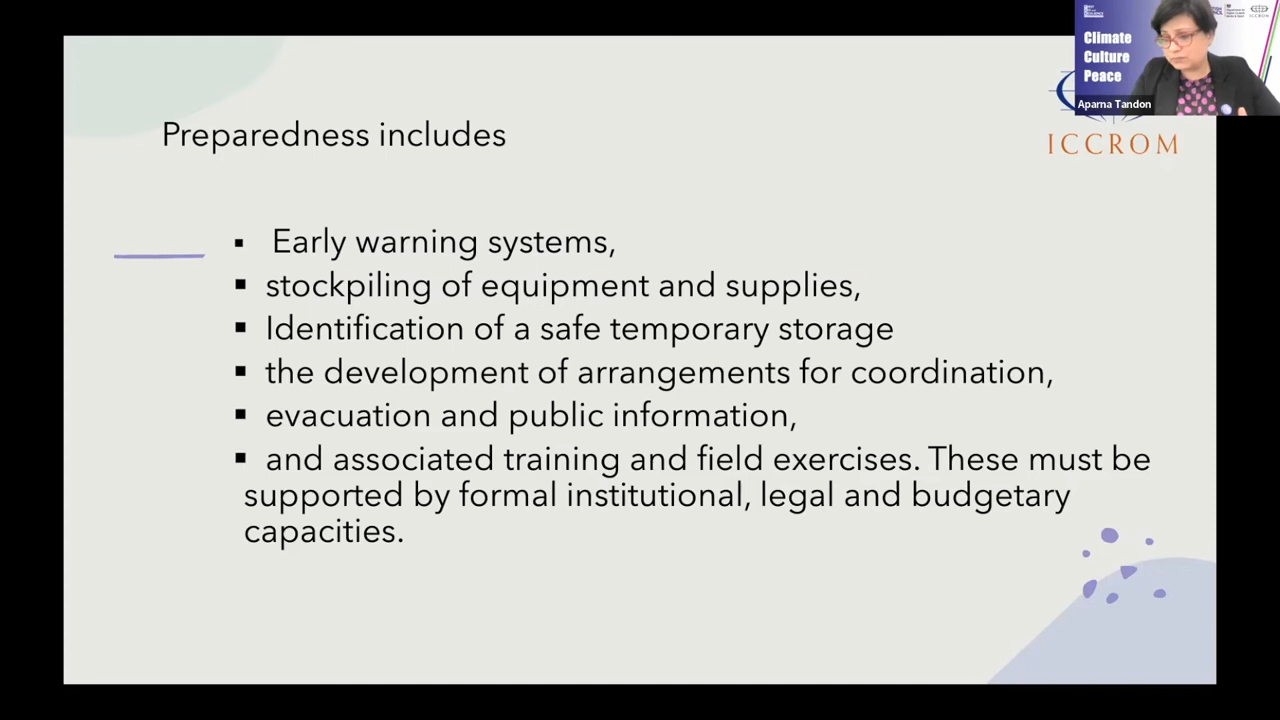 Climate
Culture
Peace
Aparna Tandon
ICCROM
Preparedness includes
▪ Early warning systems,
▪ stockpiling of equipment and supplies,
▪ Identification of a safe temporary storage
▪ the development of arrangements for coordination,
▪ evacuation and public information,
▪ and associated training and field exercises. These must be
supported by formal institutional, legal and budgetary
capacities.